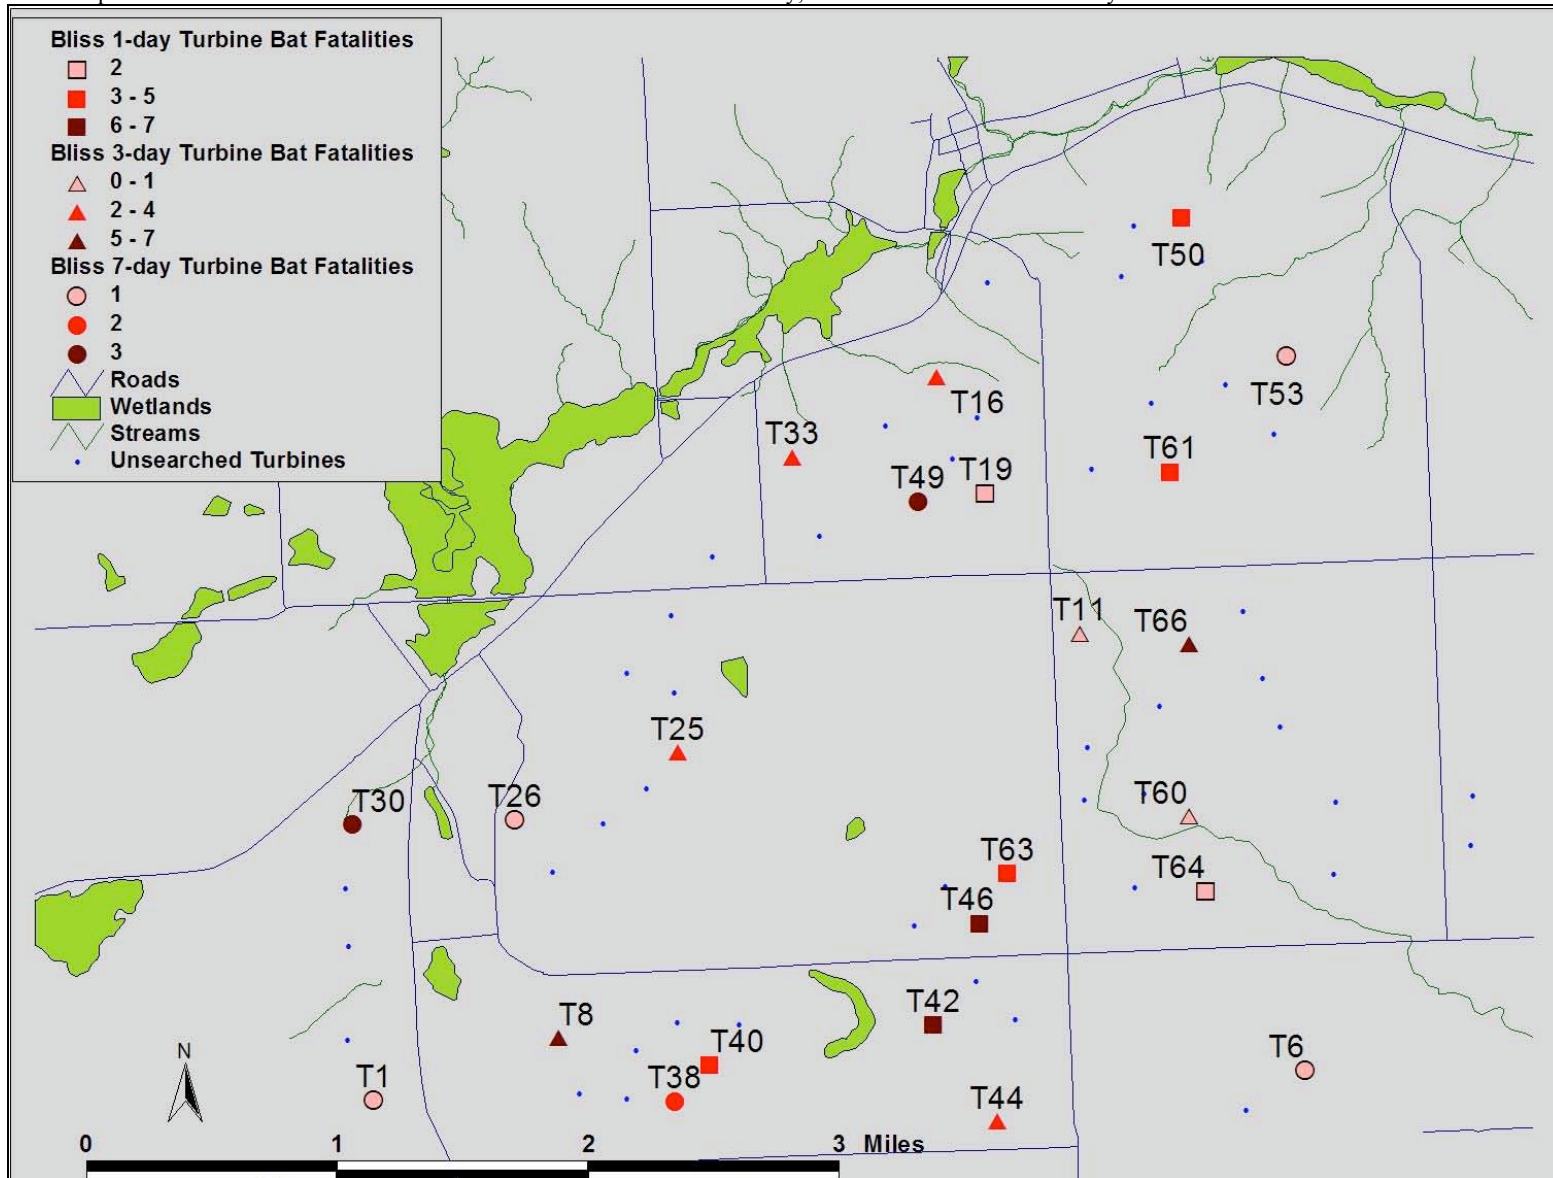 Bliss 1-day Turbine Bat Fatalities
2
3 - 5
6 - 7
Bliss 3-day Turbine Bat Fatalities
0 - 1
2 - 4
5 - 7
Bliss 7-day Turbine Bat Fatalities
1
2
3
Roads
Wetlands
Streams
Unsearched Turbines
T50
T53
T16
T33
T61
T49 T19
T11
T66
T25
T30
T26
T60
T63
T64
T46
T42
T8
T40
T6
T1
T38
T44
N
0 1 2 3 Miles